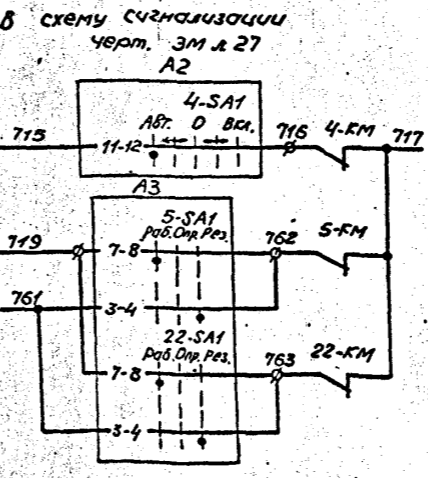 В схему сигнализации
черт. ЭМ л 27
А2
4-SA1
Авт. О Вкл.
715 11-12 716 4-КМ 717
А3
5-SA1
Раб. Опр. Рез.
719 7-8 762 5-КМ
761 3-4
22-SA1
Раб. Опр. Рез.
7-8 763 22-КМ
3-4